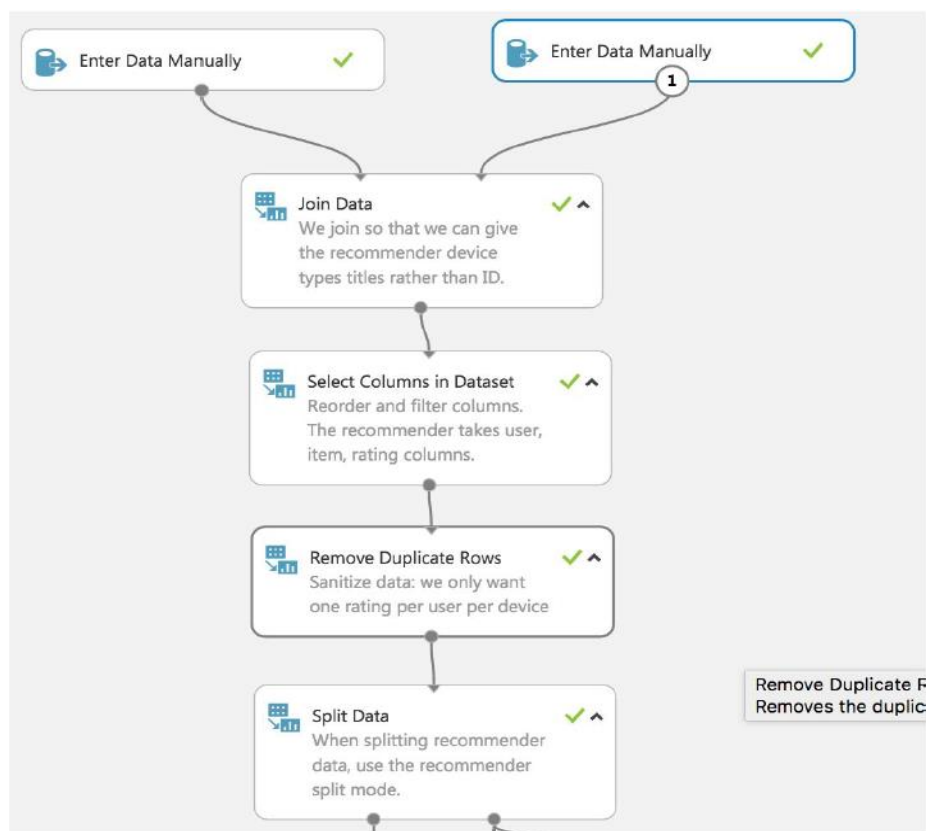 Enter Data Manually
Enter Data Manually
1
Join Data
We join so that we can give
the recommender device
types titles rather than ID.
Select Columns in Dataset
Reorder and filter columns.
The recommender takes user,
item, rating columns.
Remove Duplicate Rows
Sanitize data: we only want
one rating per user per device
Remove Duplicate R
Removes the duplic
Split Data
When splitting recommender
data, use the recommender
split mode.